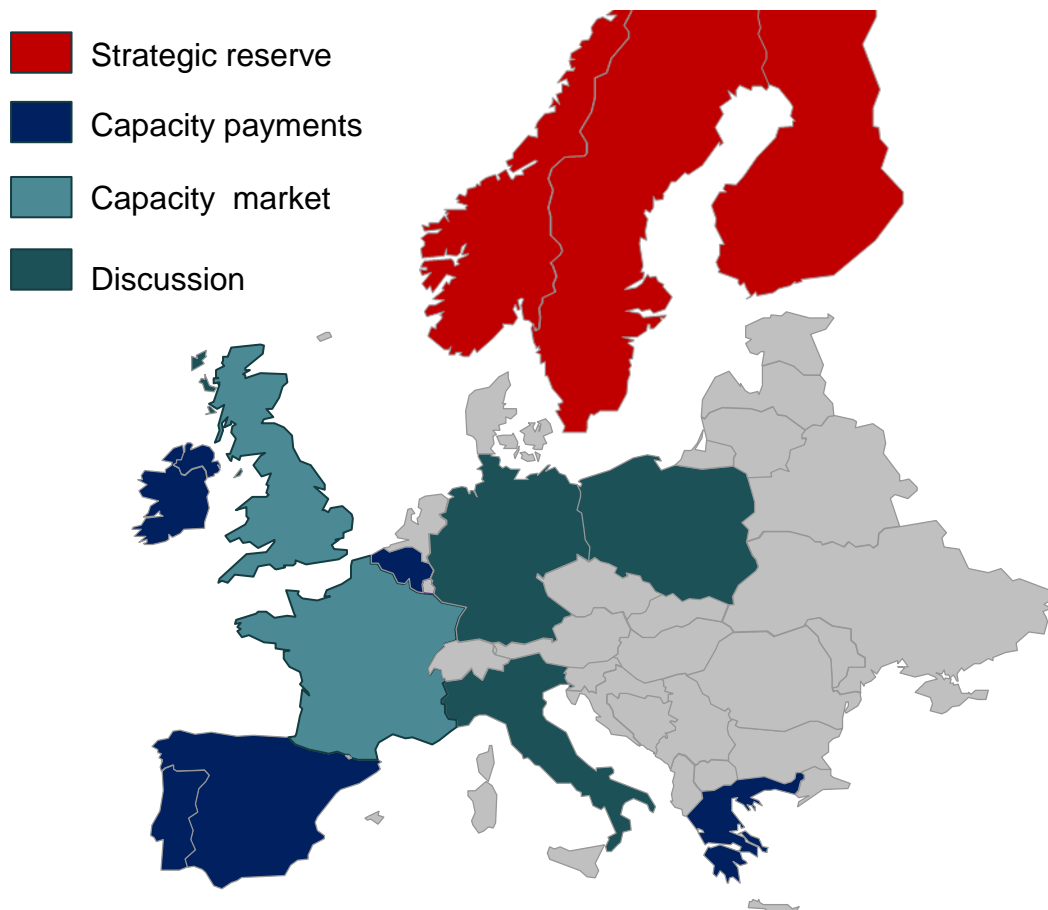 Strategic reserve
Capacity payments
Capacity  market
Discussion